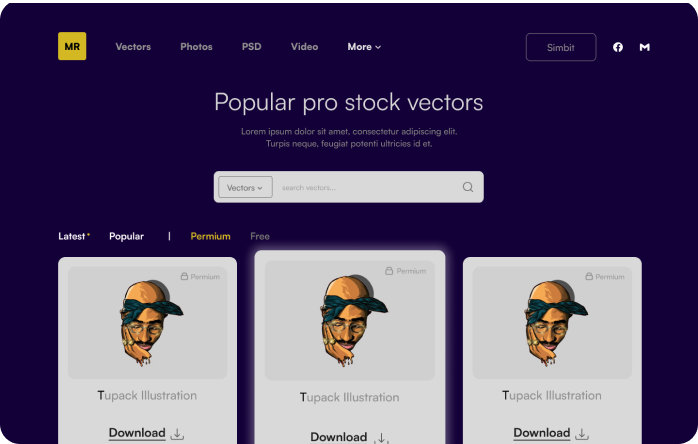 MR
Vectors Photos PSD Video More
Simbit
Popular pro stock vectors
Lorem ipsum dolor sit amet, consectetur adipiscing elit.
Turpis neque, feugiat potenti ultricies id et.
Vectors search vectors...
Latest* Popular | Permium Free
Permium Permium Permium
Tupack Illustration Tupack Illustration Tupack Illustration
Download Download Download